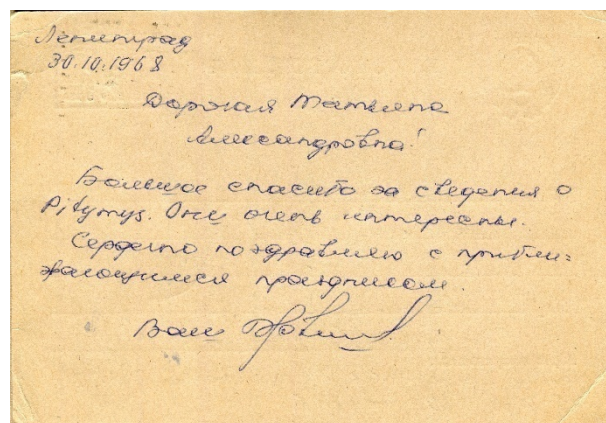 Ленинград
30.10.1968
Дорогая Татьяна
Александровна!
Большое спасибо за сведения о
Pitymys. Они очень интересны.
Сердечно поздравляю с прибли=
жающимся праздником.
Ваш